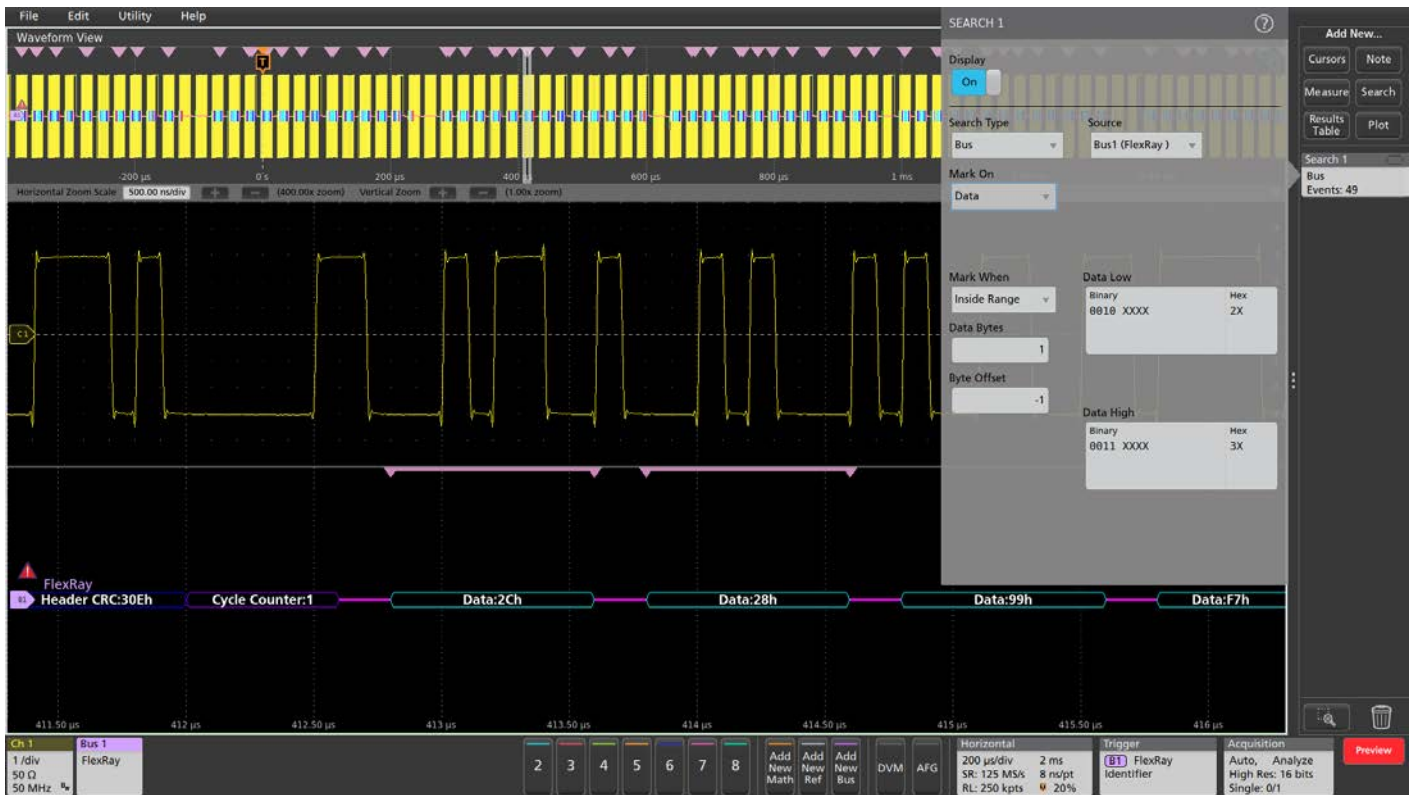 File Edit Utility Help
Waveform View
T
B1
-200 µs 0 s 200 µs 400 600 µs 800 µs 1 ms
Horizontal Zoom Scale 500.00 ns/div + - (400.00x zoom) Vertical Zoom + - (1.00x zoom)
C1
FlexRay
B1 Header CRC:30Eh Cycle Counter:1 Data:2Ch Data:28h Data:99h Data:F7h
411.50 µs 412 µs 412.50 µs 413 µs 413.50 µs 414 µs 414.50 µs 415 µs 415.50 µs 416 µs
SEARCH 1 ?
Display
On
Search Type Source
Bus Bus1 (FlexRay )
Mark On
Data
Mark When Data Low
Inside Range Binary Hex
0010 XXXX 2X
Data Bytes
1
Byte Offset
-1
Data High
Binary Hex
0011 XXXX 3X
Add New...
Cursors Note
Measure Search
Results Table Plot
Search 1
Bus
Events: 49
Ch 1
1 /div
50 Ω
50 MHz
Bus 1
FlexRay
2 3 4 5 6 7 8
Add New Math
Add New Ref
Add New Bus
DVM AFG
Horizontal
200 µs/div 2 ms
SR: 125 MS/s 8 ns/pt
RL: 250 kpts 20%
Trigger
B1 FlexRay
Identifier
Acquisition
Auto, Analyze
High Res: 16 bits
Single: 0/1
Preview